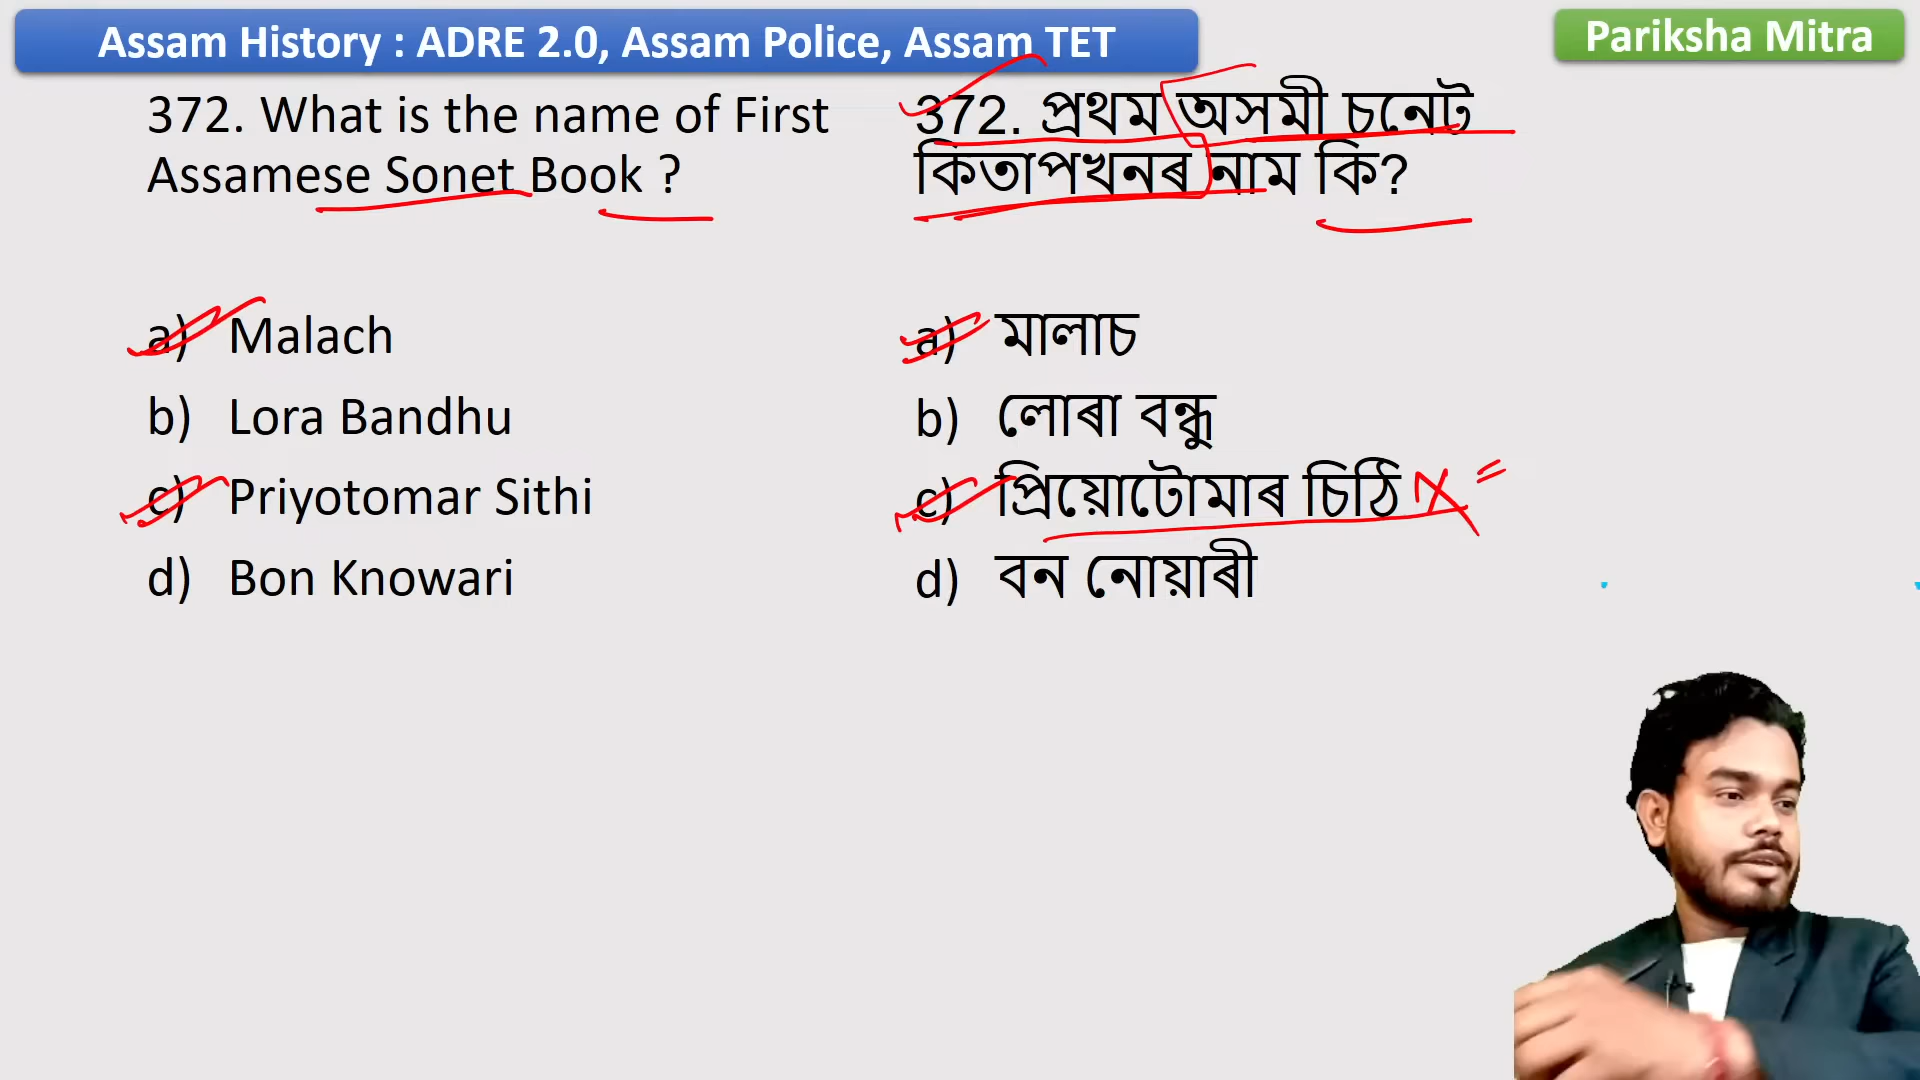 Assam History : ADRE 2.0, Assam Police, Assam TET
Pariksha Mitra
372. What is the name of First
Assamese Sonet Book ?
a) Malach
b) Lora Bandhu
c) Priyotomar Sithi
d) Bon Knowari
372. প্ৰথম অসমী চনেট
কিতাপখনৰ নাম কি?
a) মালাচ
b) লোৰা বন্ধু
c) প্ৰিয়োটোমাৰ চিঠি X =
d) বন নোয়াৰী